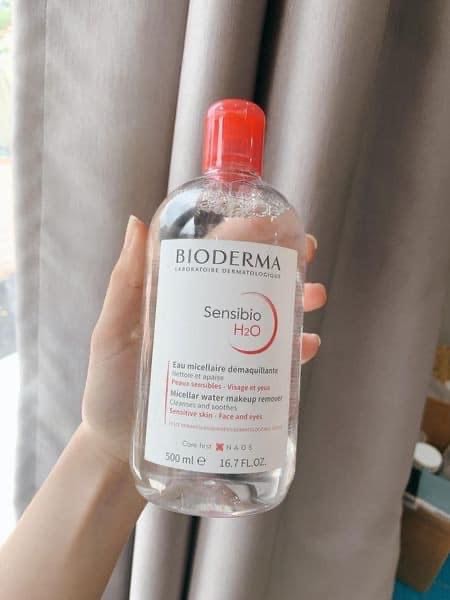 BIODERMA
LABORATOIRE DERMATOLOGIQUE
Sensibio
H2O
Eau micellaire démaquillante
Nettoie et apaise
Peaux sensibles - Visage et yeux
Micellar water makeup remover
Cleanses and soothes
Sensitive skin - Face and eyes
Care first NAOS
500 ml ℮ 16.7 FL.OZ.